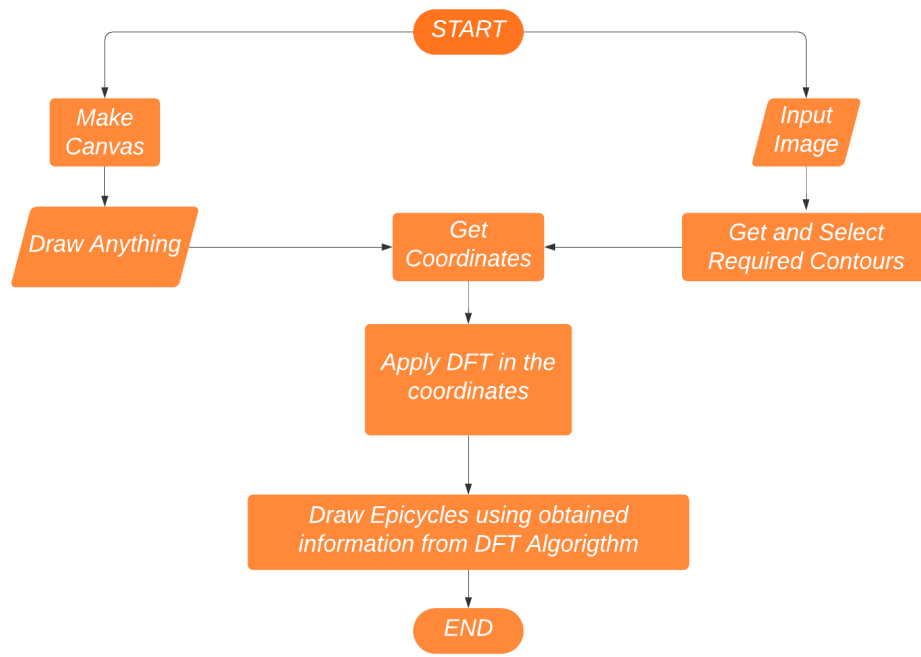 START
Make
Canvas
Input
Image
Draw Anything
Get
Coordinates
Get and Select
Required Contours
Apply DFT in the
coordinates
Draw Epicycles using obtained
information from DFT Algorigthm
END